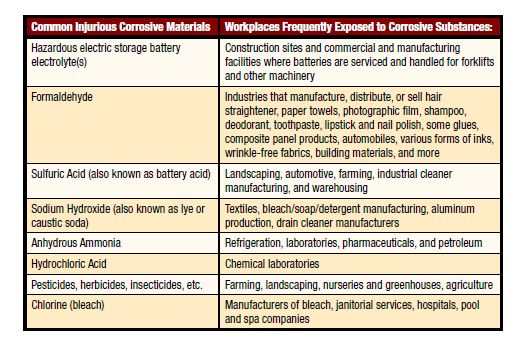 Common Injurious Corrosive Materials
Workplaces Frequently Exposed to Corrosive Substances:
Hazardous electric storage battery
electrolyte(s)
Construction sites and commercial and manufacturing
facilities where batteries are serviced and handled for forklifts
and other machinery
Formaldehyde
Industries that manufacture, distribute, or sell hair
straightener, paper towels, photographic film, shampoo,
deodorant, toothpaste, lipstick and nail polish, some glues,
composite panel products, automobiles, various forms of inks,
wrinkle-free fabrics, building materials, and more
Sulfuric Acid (also known as battery acid)
Landscaping, automotive, farming, industrial cleaner
manufacturing, and warehousing
Sodium Hydroxide (also known as lye or
caustic soda)
Textiles, bleach/soap/detergent manufacturing, aluminum
production, drain cleaner manufacturers
Anhydrous Ammonia
Refrigeration, laboratories, pharmaceuticals, and petroleum
Hydrochloric Acid
Chemical laboratories
Pesticides, herbicides, insecticides, etc.
Farming, landscaping, nurseries and greenhouses, agriculture
Chlorine (bleach)
Manufacturers of bleach, janitorial services, hospitals, pool
and spa companies